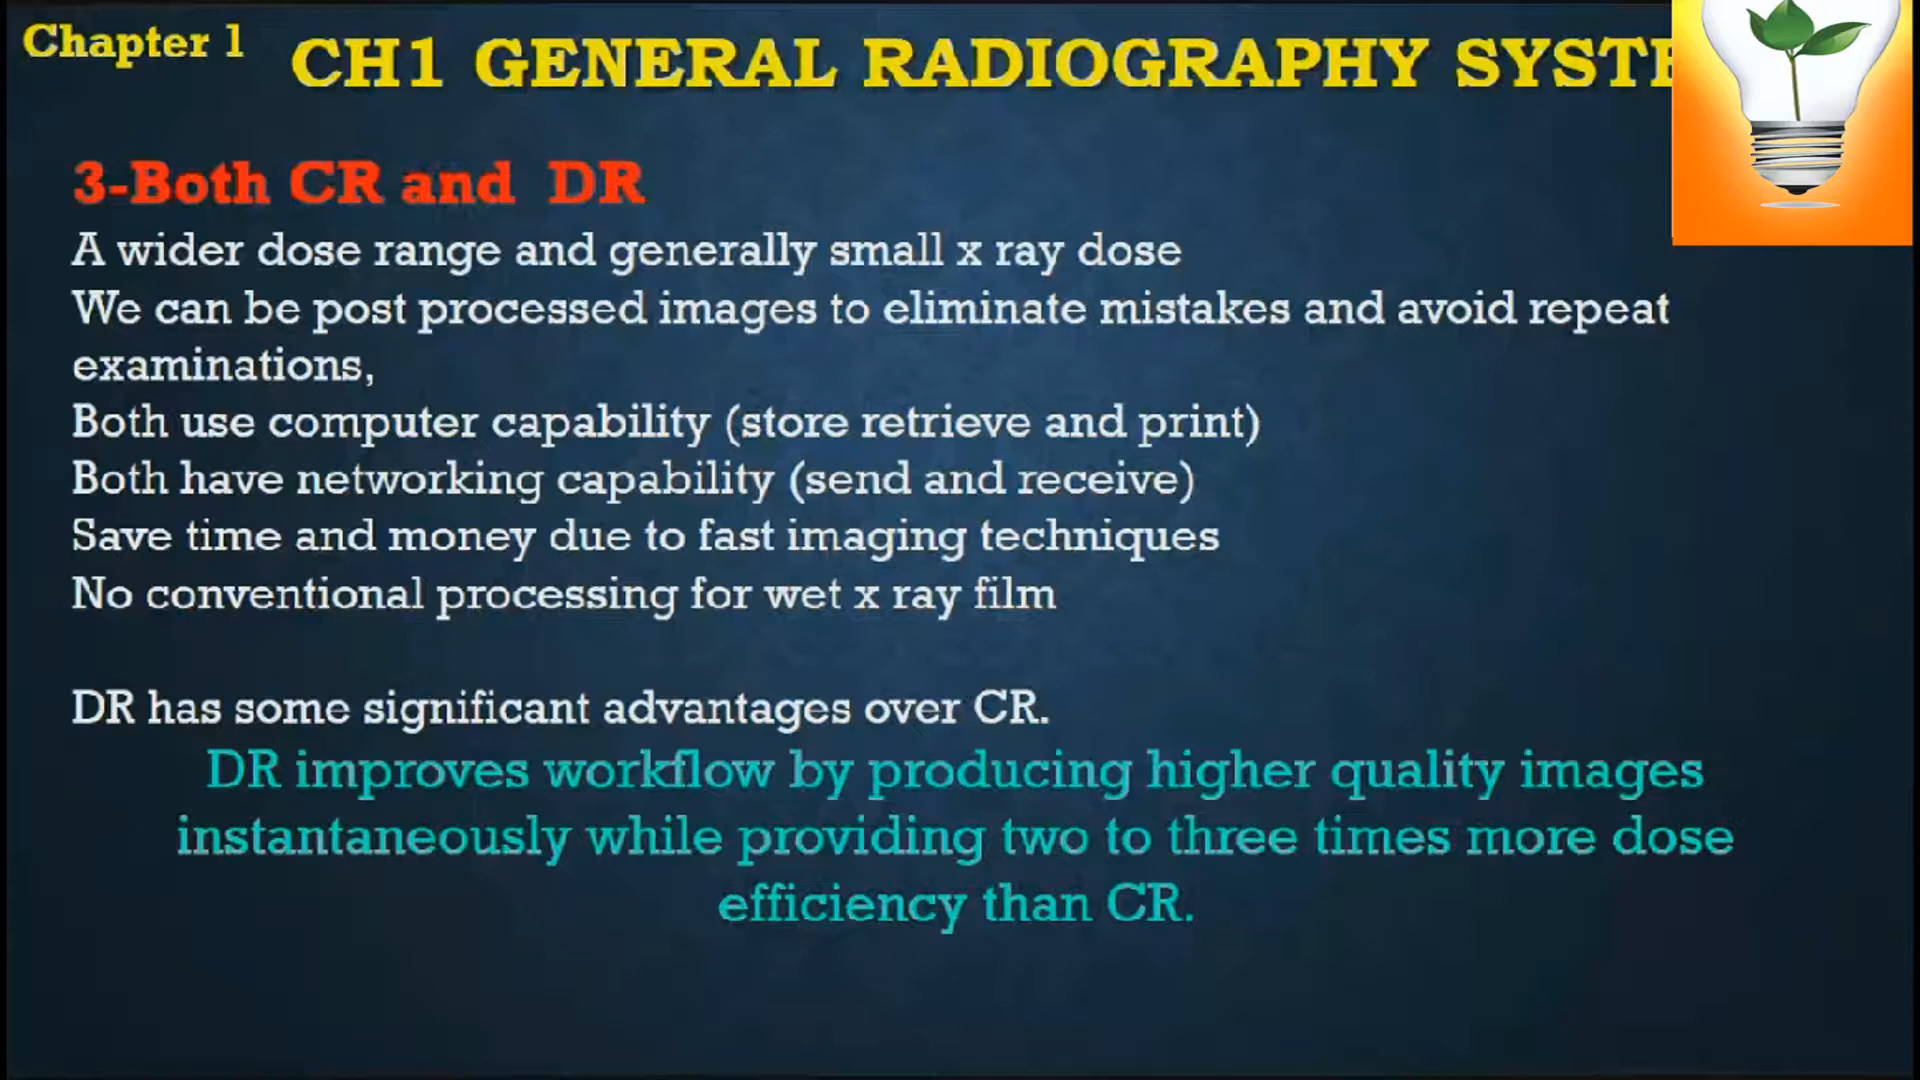 Chapter 1
CH1 GENERAL RADIOGRAPHY SYSTE
3-Both CR and DR
A wider dose range and generally small x ray dose
We can be post processed images to eliminate mistakes and avoid repeat
examinations,
Both use computer capability (store retrieve and print)
Both have networking capability (send and receive)
Save time and money due to fast imaging techniques
No conventional processing for wet x ray film
DR has some significant advantages over CR.
DR improves workflow by producing higher quality images
instantaneously while providing two to three times more dose
efficiency than CR.